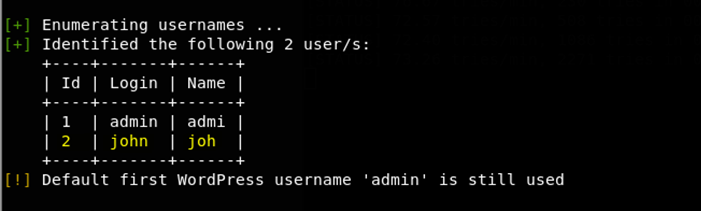 [+] Enumerating usernames ...
[+] Identified the following 2 user/s:
+----+-------+------+
| Id | Login | Name |
+----+-------+------+
| 1  | admin | admi |
| 2  | john  | joh  |
+----+-------+------+
[!] Default first WordPress username 'admin' is still used